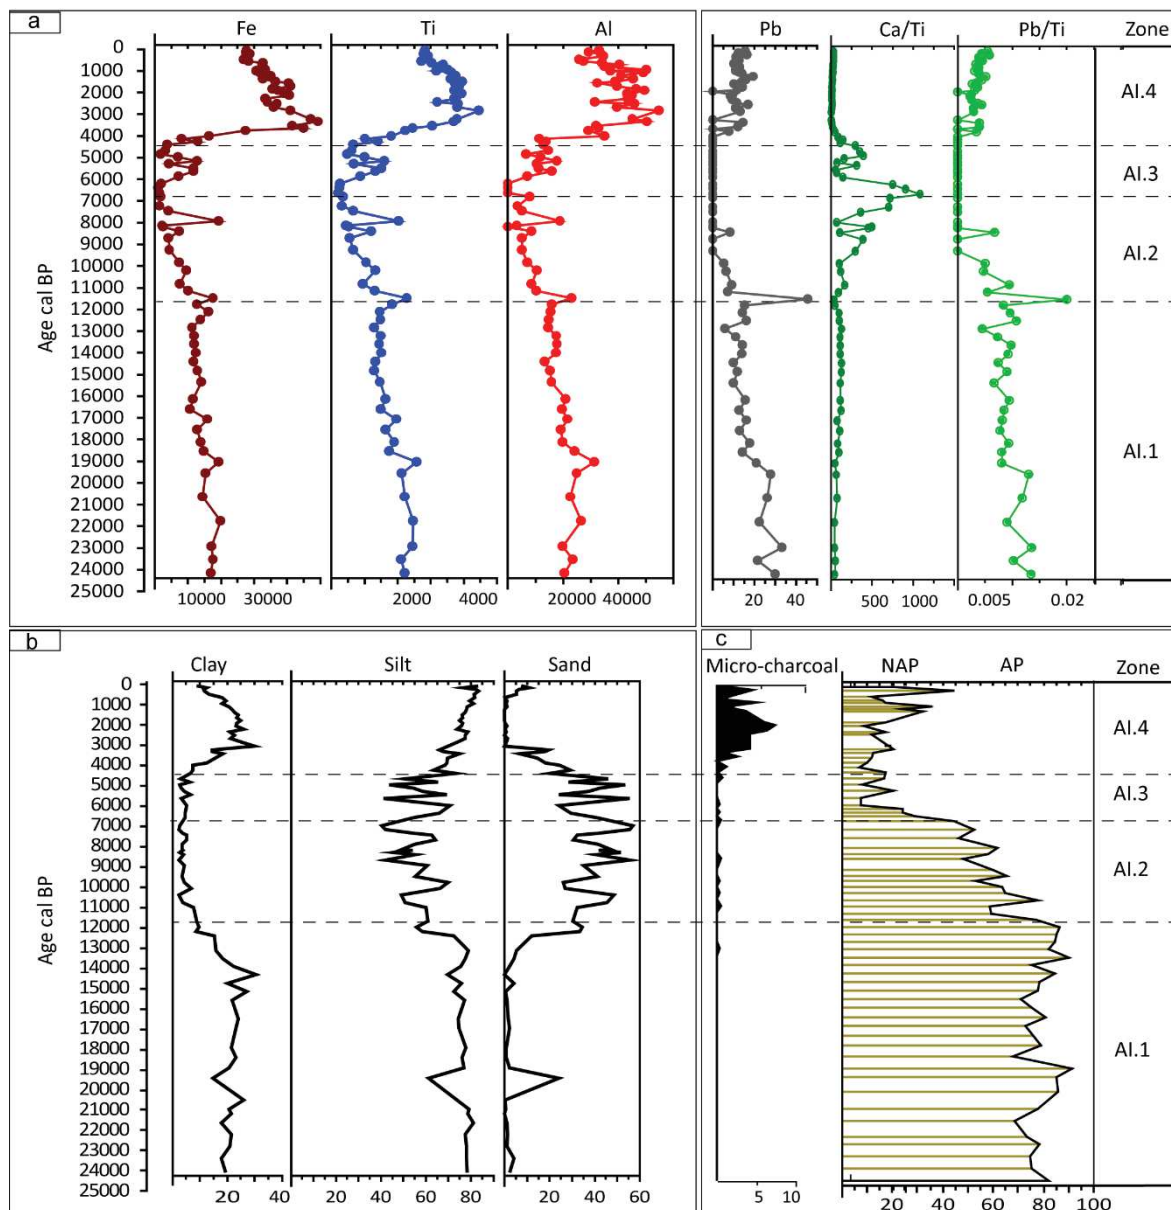 a
Fe Ti Al Pb Ca/Ti Pb/Ti Zone
0
1000
2000
3000
4000
5000
6000
7000
8000
9000
10000
11000
12000
13000
14000
15000
16000
17000
18000
19000
20000
21000
22000
23000
24000
25000
Age cal BP
AI.4
AI.3
AI.2
AI.1
10000 30000 2000 4000 20000 40000 20 40 500 1000 0.005 0.02
b
Clay Silt Sand
0
1000
2000
3000
4000
5000
6000
7000
8000
9000
10000
11000
12000
13000
14000
15000
16000
17000
18000
19000
20000
21000
22000
23000
24000
25000
Age cal BP
0 20 40 20 40 60 80 20 40 60
c
Micro-charcoal NAP AP Zone
AI.4
AI.3
AI.2
AI.1
5 10 20 40 60 80 100